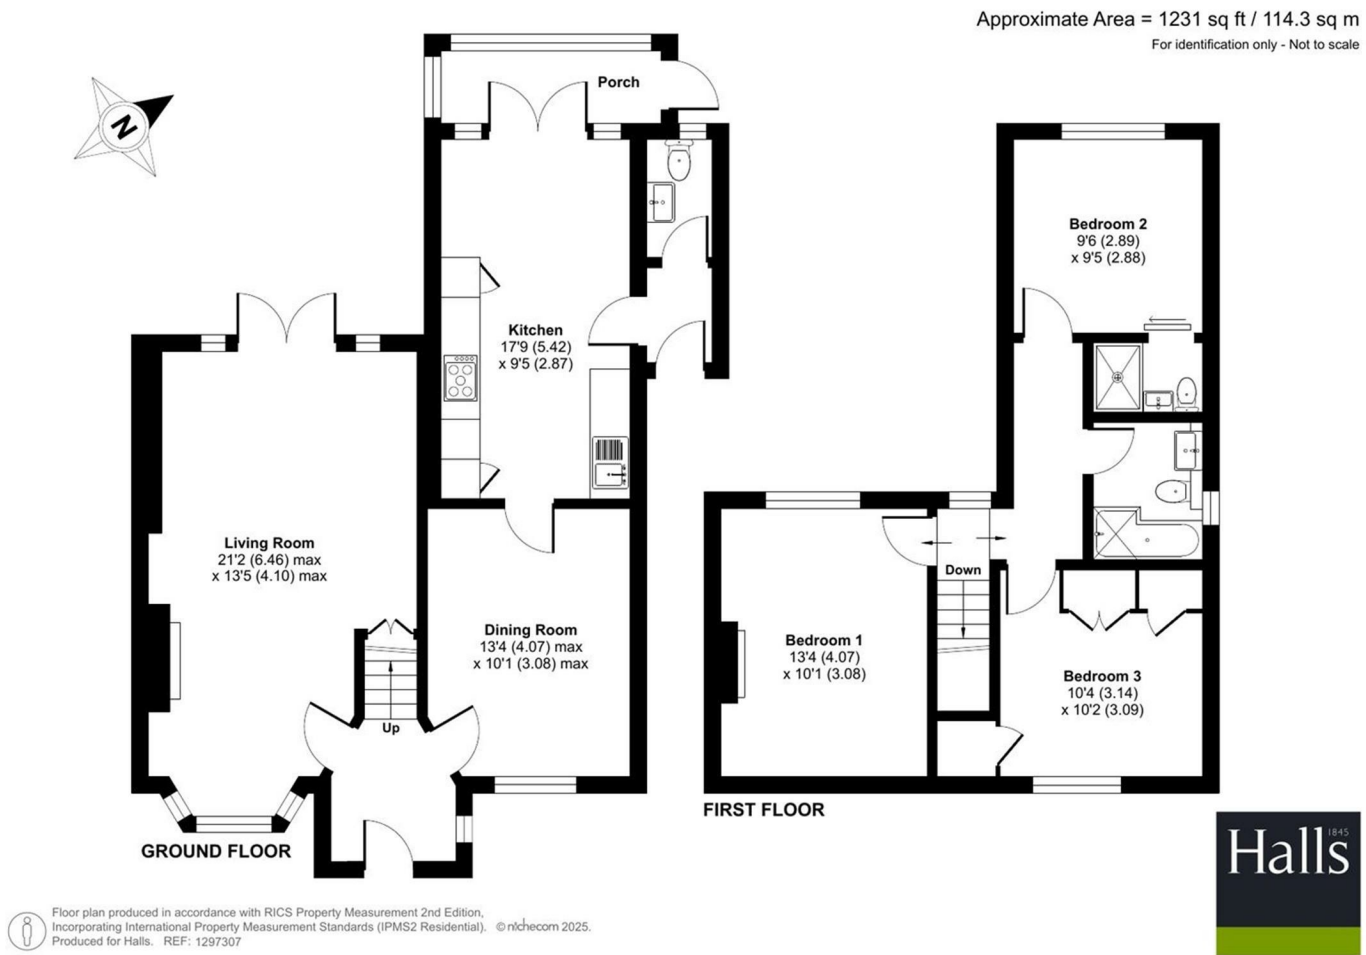 Approximate Area = 1231 sq ft / 114.3 sq m
For identification only - Not to scale
N
Porch
Kitchen
17'9 (5.42)
x 9'5 (2.87)
Living Room
21'2 (6.46) max
x 13'5 (4.10) max
Dining Room
13'4 (4.07) max
x 10'1 (3.08) max
Up
GROUND FLOOR
Bedroom 2
9'6 (2.89)
x 9'5 (2.88)
Down
Bedroom 1
13'4 (4.07)
x 10'1 (3.08)
Bedroom 3
10'4 (3.14)
x 10'2 (3.09)
FIRST FLOOR
Halls 1845
Floor plan produced in accordance with RICS Property Measurement 2nd Edition,
Incorporating International Property Measurement Standards (IPMS2 Residential). © nichecom 2025.
Produced for Halls. REF: 1297307